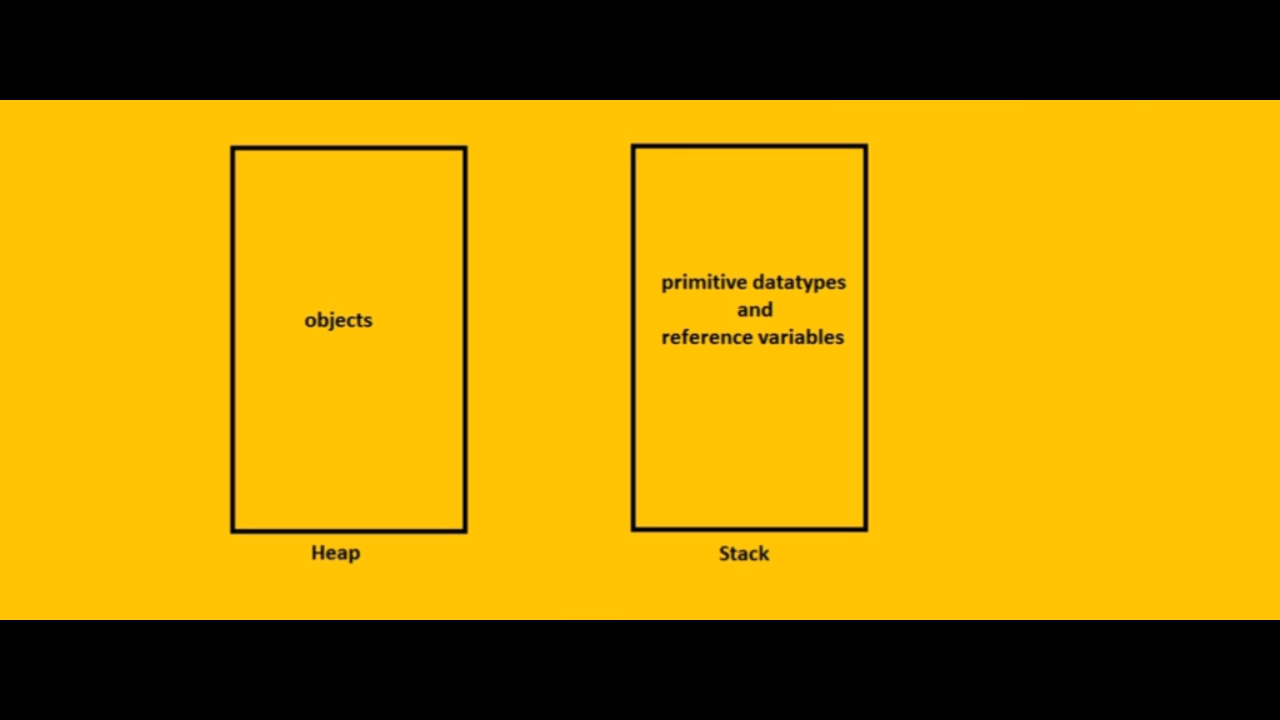 objects
Heap
primitive datatypes
and
reference variables
Stack